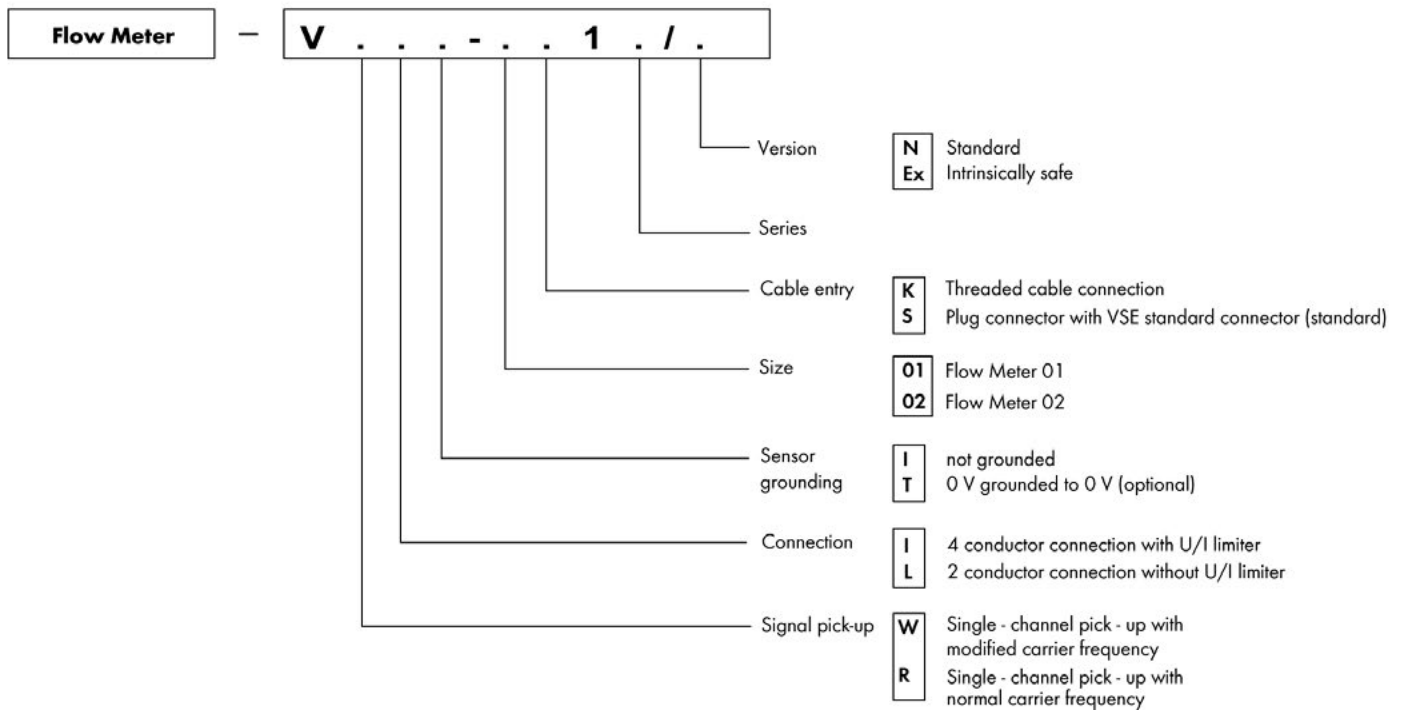 Flow Meter – V . . . - . . 1 . / .
Version N Standard
Ex Intrinsically safe
Series
Cable entry K Threaded cable connection
S Plug connector with VSE standard connector (standard)
Size 01 Flow Meter 01
02 Flow Meter 02
Sensor I not grounded
grounding T 0 V grounded to 0 V (optional)
Connection I 4 conductor connection with U/I limiter
L 2 conductor connection without U/I limiter
Signal pick-up W Single - channel pick - up with
modified carrier frequency
R Single - channel pick - up with
normal carrier frequency